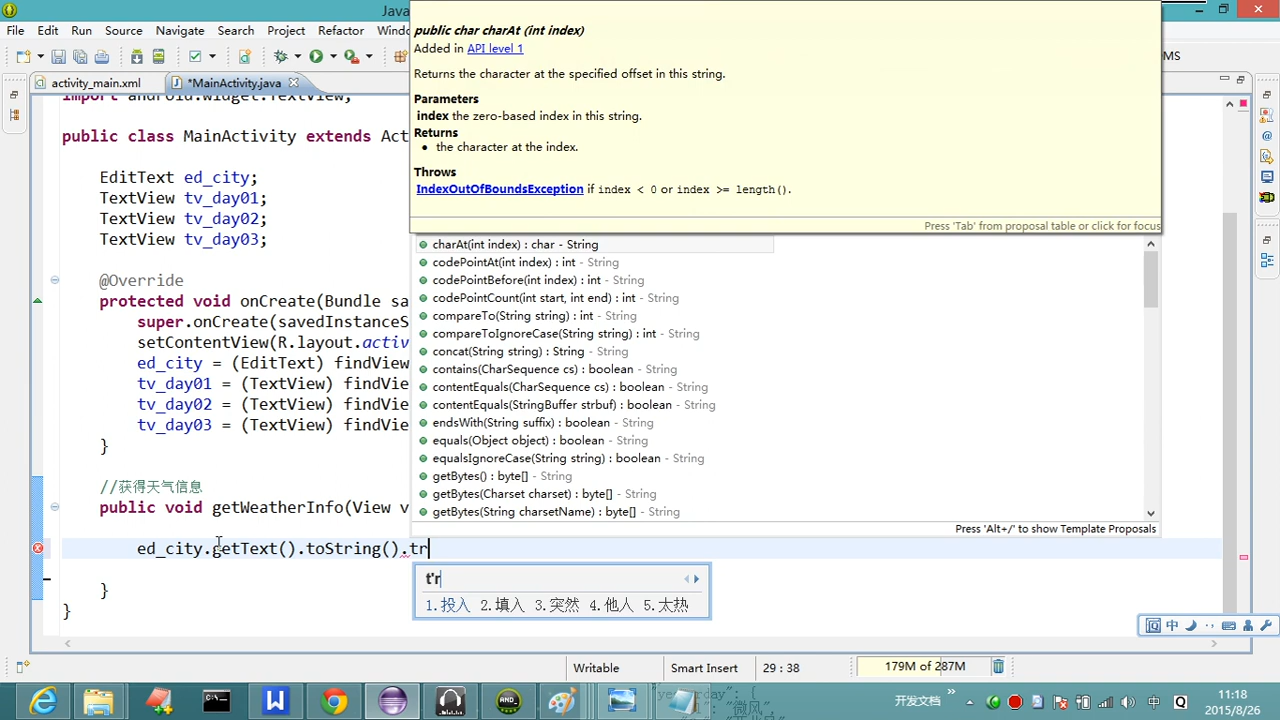 Java
File Edit Run Source Navigate Search Project Refactor Windo
MS
activity_main.xml
*MainActivity.java
import android.widget.TextView;
public class MainActivity extends Act
EditText ed_city;
TextView tv_day01;
TextView tv_day02;
TextView tv_day03;
@Override
protected void onCreate(Bundle sa
super.onCreate(savedInstanceS
setContentView(R.layout.activ
ed_city = (EditText) findView
tv_day01 = (TextView) findVie
tv_day02 = (TextView) findVie
tv_day03 = (TextView) findVie
}
//获得天气信息
public void getWeatherInfo(View v
ed_city.getText().toString().tr
}
}
public char charAt (int index)
Added in API level 1
Returns the character at the specified offset in this string.
Parameters
index the zero-based index in this string.
Returns
• the character at the index.
Throws
IndexOutOfBoundsException if index < 0 or index >= length().
Press 'Tab' from proposal table or click for focus
charAt(int index) : char - String
codePointAt(int index) : int - String
codePointBefore(int index) : int - String
codePointCount(int start, int end) : int - String
compareTo(String string) : int - String
compareToIgnoreCase(String string) : int - String
concat(String string) : String - String
contains(CharSequence cs) : boolean - String
contentEquals(CharSequence cs) : boolean - String
contentEquals(StringBuffer strbuf) : boolean - String
endsWith(String suffix) : boolean - String
equals(Object object) : boolean - String
equalsIgnoreCase(String string) : boolean - String
getBytes() : byte[] - String
getBytes(Charset charset) : byte[] - String
getBytes(String charsetName) : byte[] - String
Press 'Alt+/' to show Template Proposals
t'r
1.投入 2.填入 3.突然 4.他人 5.太热
中
Writable
Smart Insert
29 : 38
179M of 287M
"yesterday": {
"微风",
开发文档
中
11:18
2015/8/26